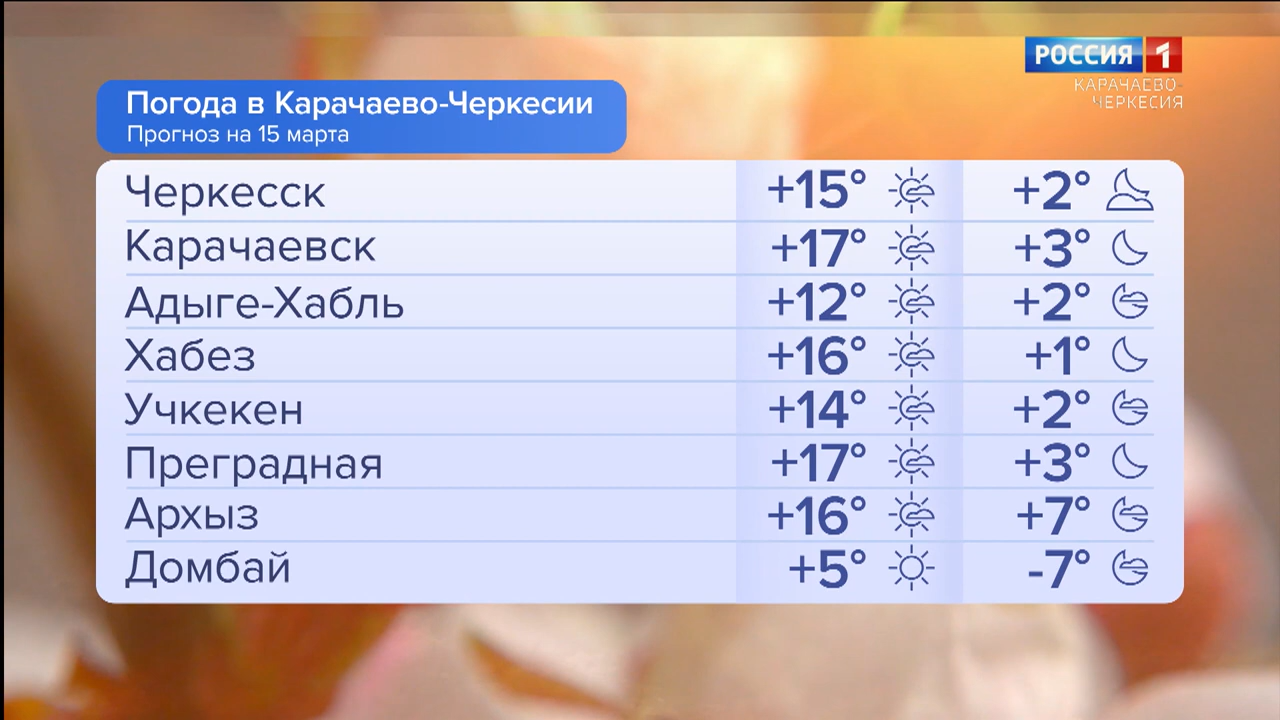 РОССИЯ 1
КАРАЧАЕВО-
ЧЕРКЕСИЯ
Погода в Карачаево-Черкесии
Прогноз на 15 марта
Черкесск +15° +2°
Карачаевск +17° +3°
Адыге-Хабль +12° +2°
Хабез +16° +1°
Учкекен +14° +2°
Преградная +17° +3°
Архыз +16° +7°
Домбай +5° -7°